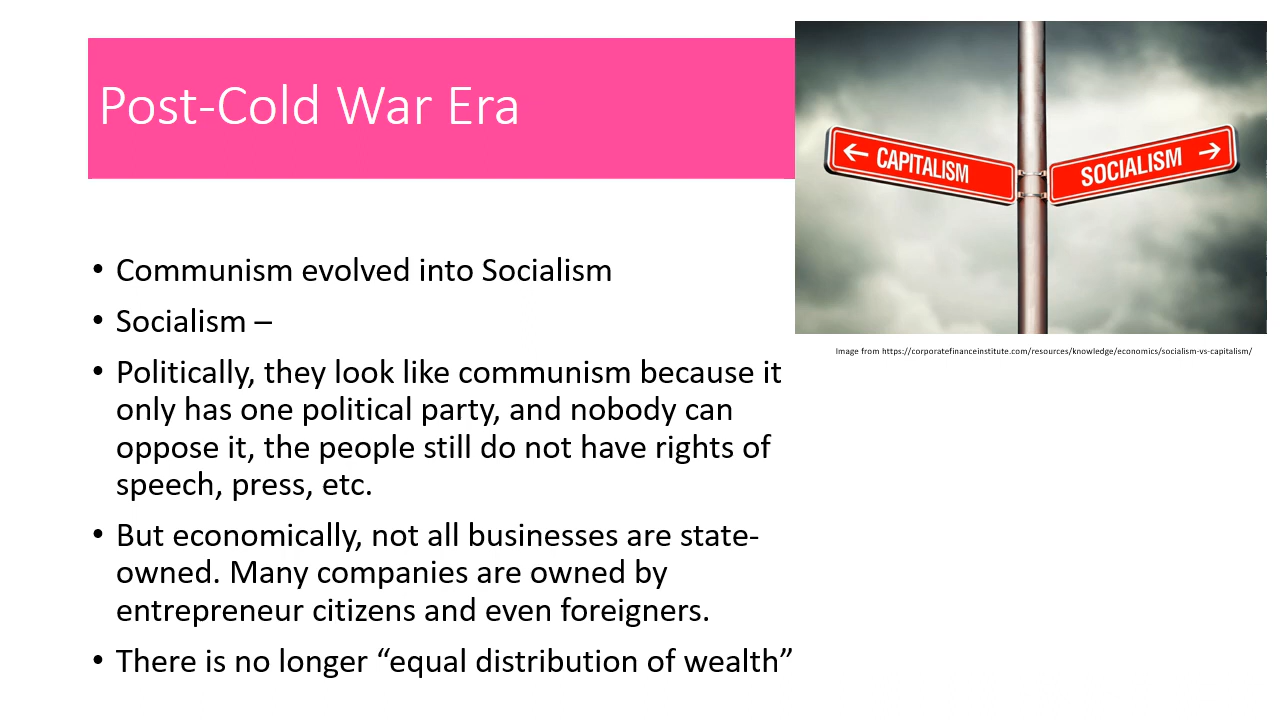 Post-Cold War Era
← CAPITALISM
SOCIALISM →
Image from https://corporatefinanceinstitute.com/resources/knowledge/economics/socialism-vs-capitalism/
• Communism evolved into Socialism
• Socialism –
• Politically, they look like communism because it
only has one political party, and nobody can
oppose it, the people still do not have rights of
speech, press, etc.
• But economically, not all businesses are state-
owned. Many companies are owned by
entrepreneur citizens and even foreigners.
• There is no longer “equal distribution of wealth”